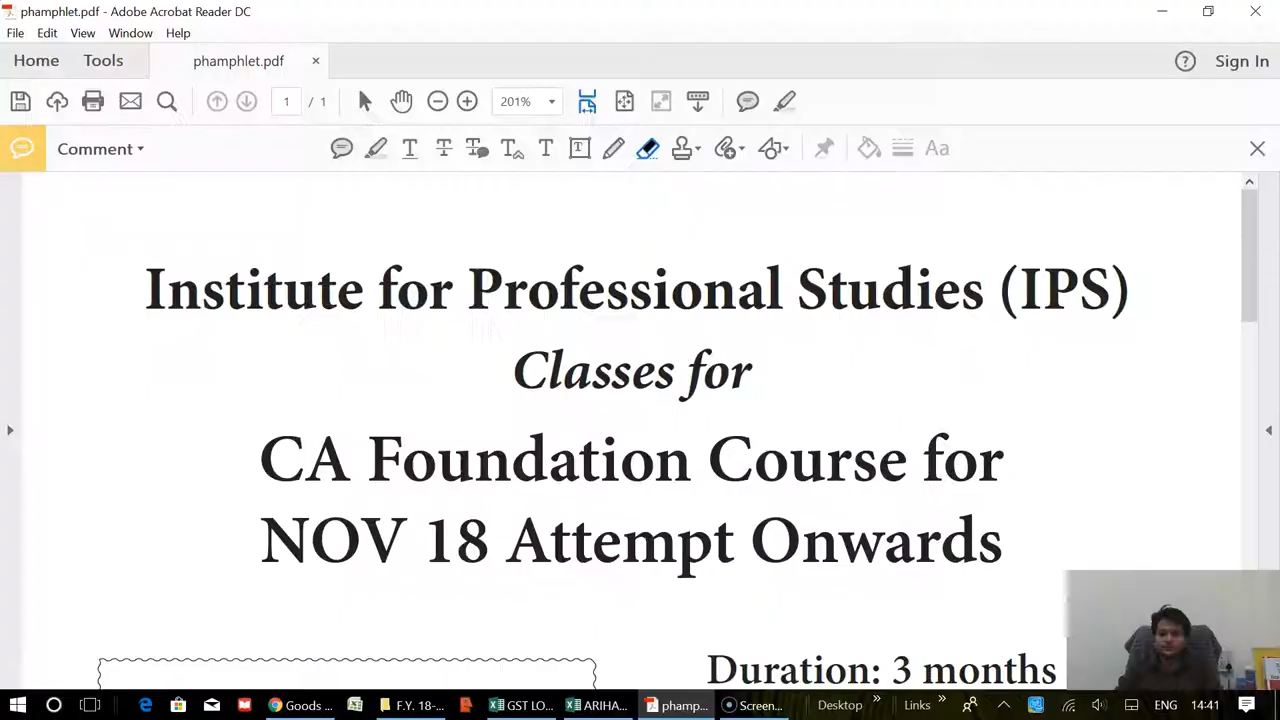 phamphlet.pdf - Adobe Acrobat Reader DC
File Edit View Window Help
Home Tools phamphlet.pdf × Sign In
1 / 1 201%
Comment
Institute for Professional Studies (IPS)
Classes for
CA Foundation Course for
NOV 18 Attempt Onwards
Duration: 3 months
Goods ... F.Y. 18-... GST LO... ARIHA... phamp... Screen... Desktop Links ENG 14:41